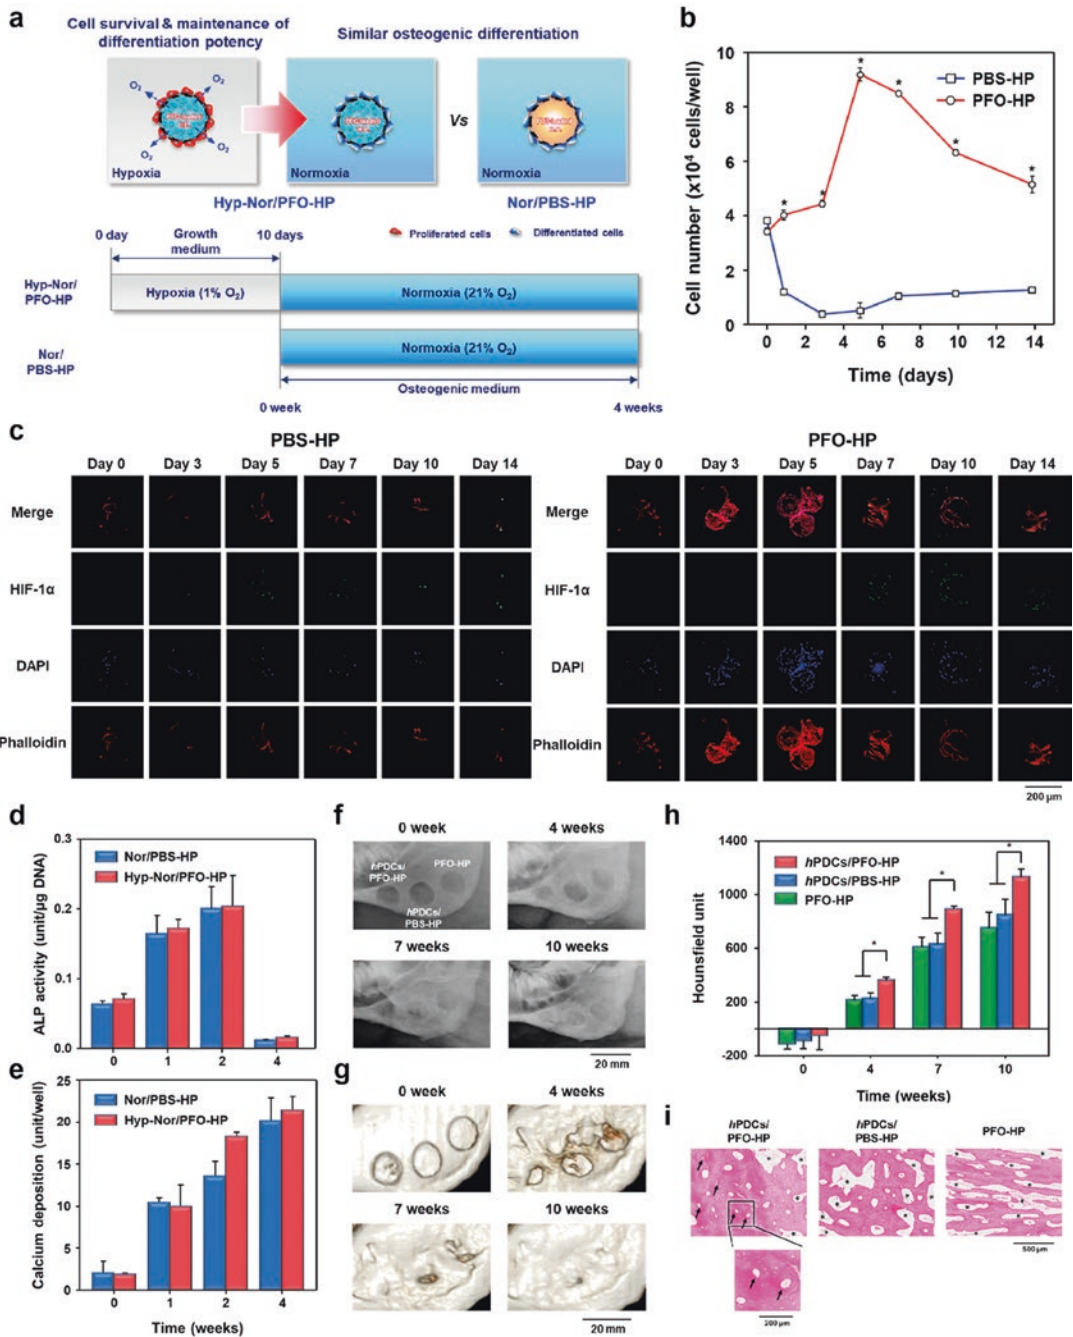 a
Cell survival & maintenance of
differentiation potency
Similar osteogenic differentiation
O₂
O₂
O₂
O₂
Hypoxia
Normoxia
Vs
Normoxia
Hyp-Nor/PFO-HP
Nor/PBS-HP
0 day
Growth
medium
10 days
Proliferated cells
Differentiated cells
Hyp-Nor/
PFO-HP
Hypoxia (1% O₂)
Normoxia (21% O₂)
Nor/
PBS-HP
Normoxia (21% O₂)
Osteogenic medium
0 week
4 weeks
b
Cell number (x10⁴ cells/well)
10
8
6
4
2
0
PBS-HP
PFO-HP
*
*
*
*
*
*
0 2 4 6 8 10 12 14
Time (days)
c
PBS-HP
Day 0 Day 3 Day 5 Day 7 Day 10 Day 14
Merge
HIF-1α
DAPI
Phalloidin
PFO-HP
Day 0 Day 3 Day 5 Day 7 Day 10 Day 14
Merge
HIF-1α
DAPI
Phalloidin
200 μm
d
ALP activity (unit/μg DNA)
0.3
0.2
0.1
0.0
Nor/PBS-HP
Hyp-Nor/PFO-HP
0 1 2 4
e
Calcium deposition (unit/well)
25
20
15
10
5
0
Nor/PBS-HP
Hyp-Nor/PFO-HP
0 1 2 4
Time (weeks)
f
0 week 4 weeks
hPDCs/
PFO-HP
PFO-HP
hPDCs/
PBS-HP
7 weeks 10 weeks
20 mm
g
0 week 4 weeks
7 weeks 10 weeks
20 mm
h
Hounsfield unit
1400
1000
600
200
-200
hPDCs/PFO-HP
hPDCs/PBS-HP
PFO-HP
*
*
*
0 4 7 10
Time (weeks)
i
hPDCs/
PFO-HP
hPDCs/
PBS-HP
PFO-HP
500 μm
200 μm